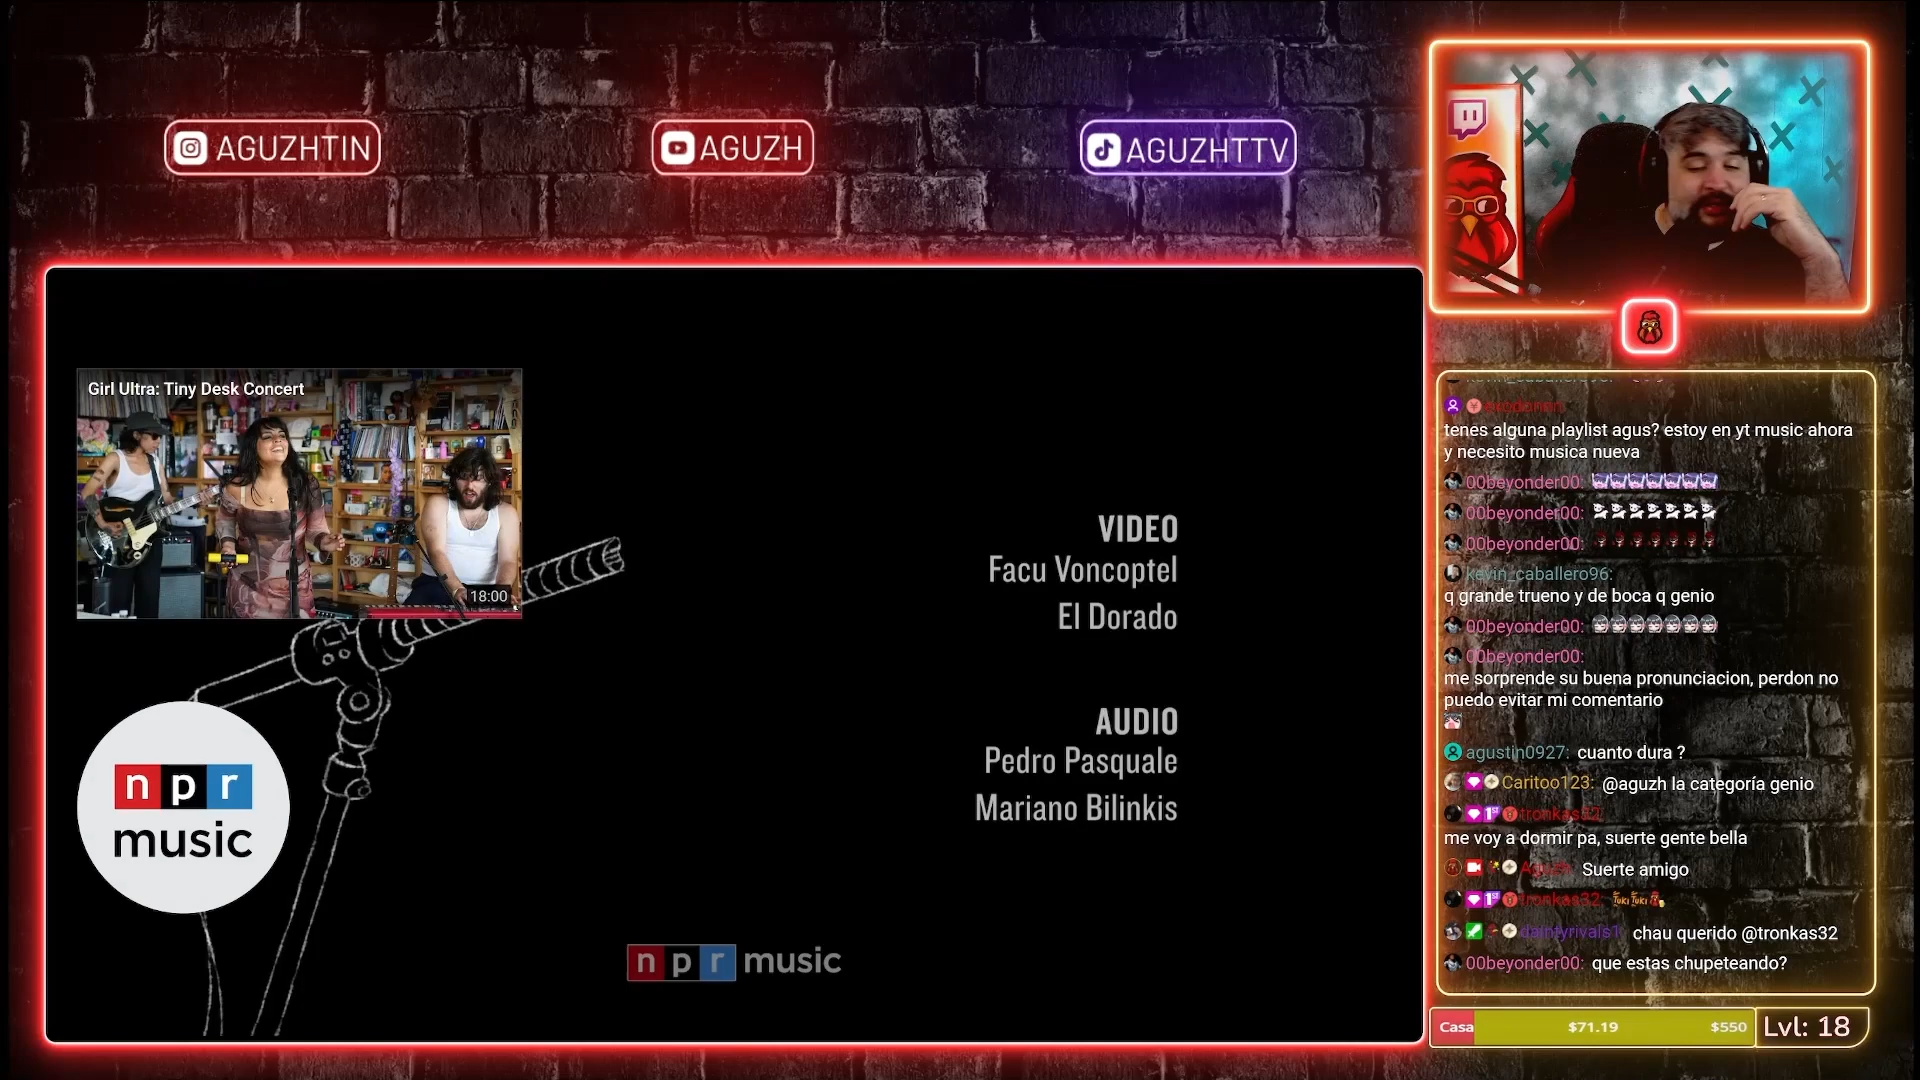 AGUZHTIN
AGUZH
AGUZHTTV
Girl Ultra: Tiny Desk Concert
18:00
VIDEO
Facu Voncoptel
El Dorado
AUDIO
Pedro Pasquale
Mariano Bilinkis
npr
music
npr music
tenes alguna playlist agus? estoy en yt music ahora
y necesito musica nueva
00beyonder00:
00beyonder00:
00beyonder00:
kevin_caballero96:
q grande trueno y de boca q genio
00beyonder00:
00beyonder00:
me sorprende su buena pronunciacion, perdon no
puedo evitar mi comentario
agustin0927: cuanto dura ?
Caritoo123: @aguzh la categoría genio
tronkas32:
me voy a dormir pa, suerte gente bella
Aguzh: Suerte amigo
tronkas32:
daintyrivals1: chau querido @tronkas32
00beyonder00: que estas chupeteando?
Casa $71.19 $550 Lvl: 18